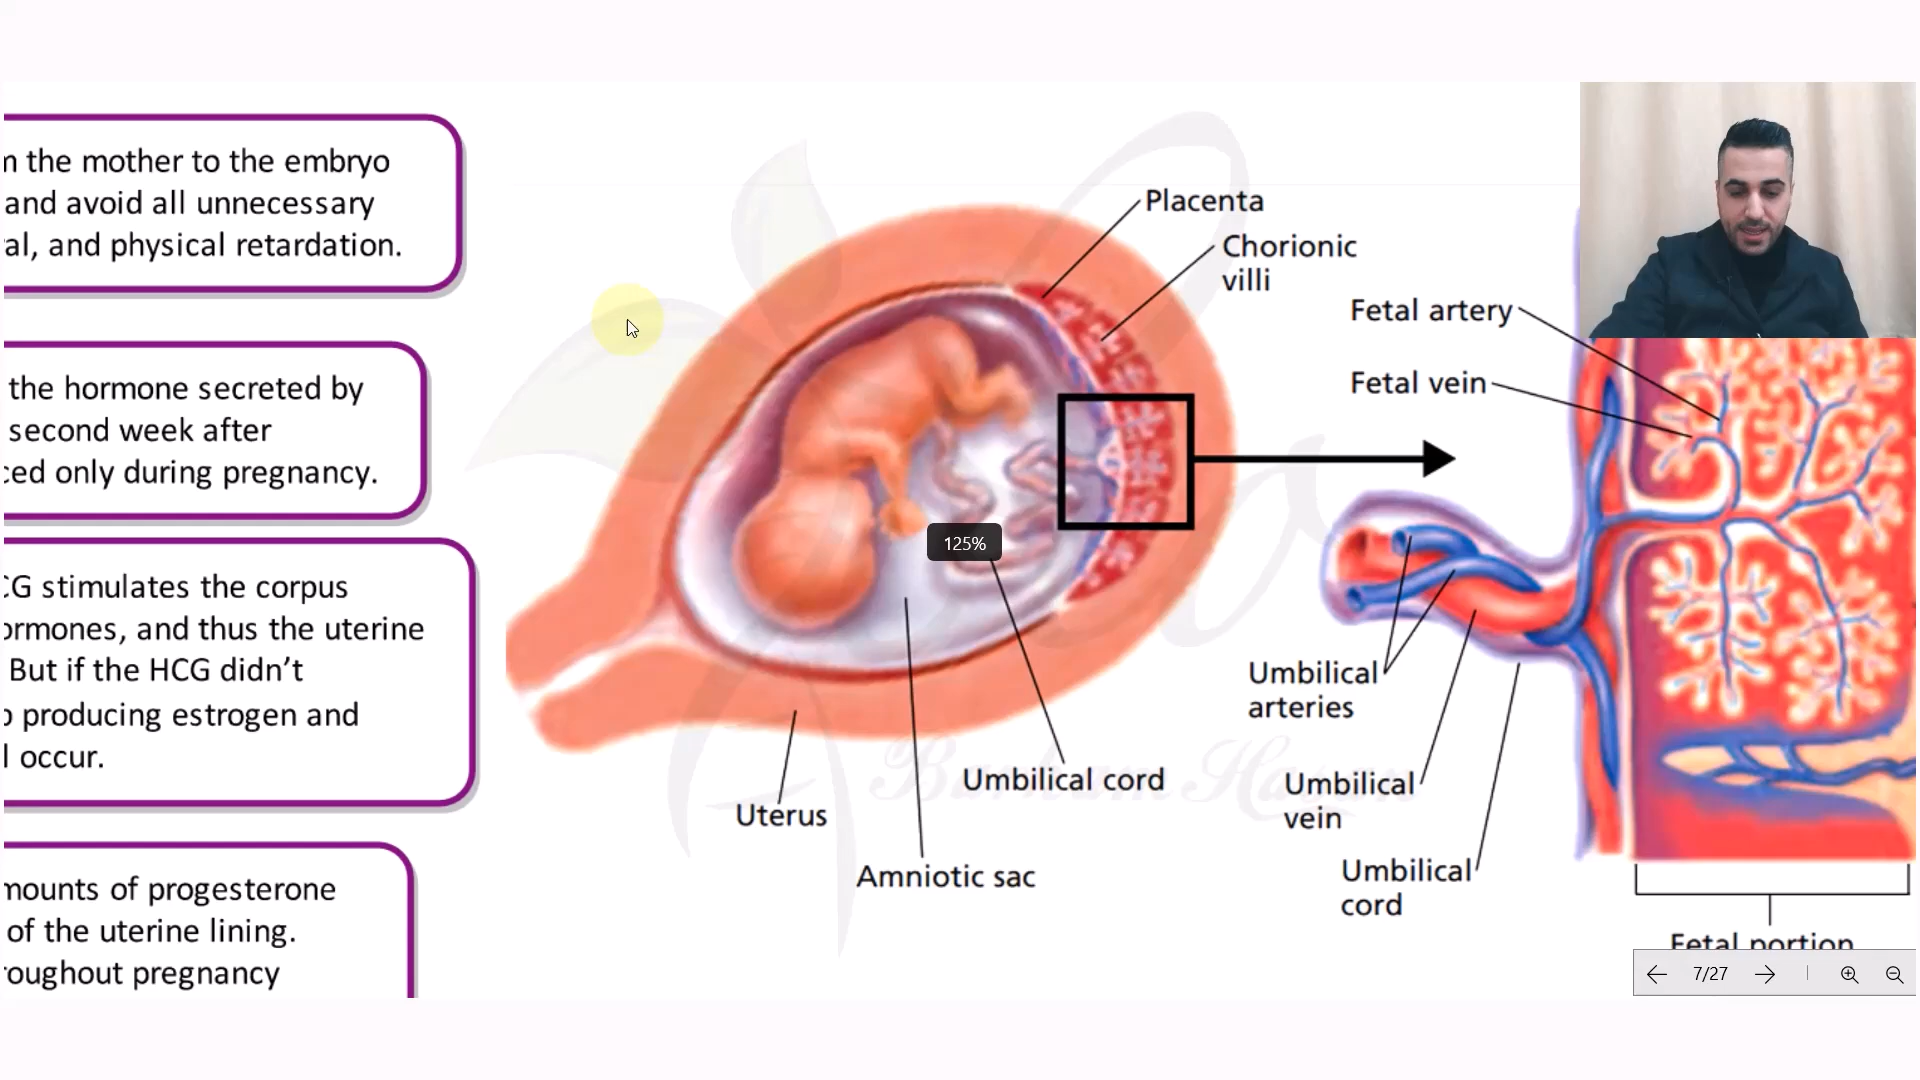 the mother to the embryo
and avoid all unnecessary
al, and physical retardation.
the hormone secreted by
second week after
ced only during pregnancy.
CG stimulates the corpus
ormones, and thus the uterine
But if the HCG didn't
producing estrogen and
occur.
mounts of progesterone
of the uterine lining.
roughout pregnancy
Placenta
Chorionic
villi
Fetal artery
Fetal vein
125%
Umbilical
arteries
Umbilical cord
Umbilical
vein
Uterus
Amniotic sac
Umbilical
cord
Fetal portion
7/27